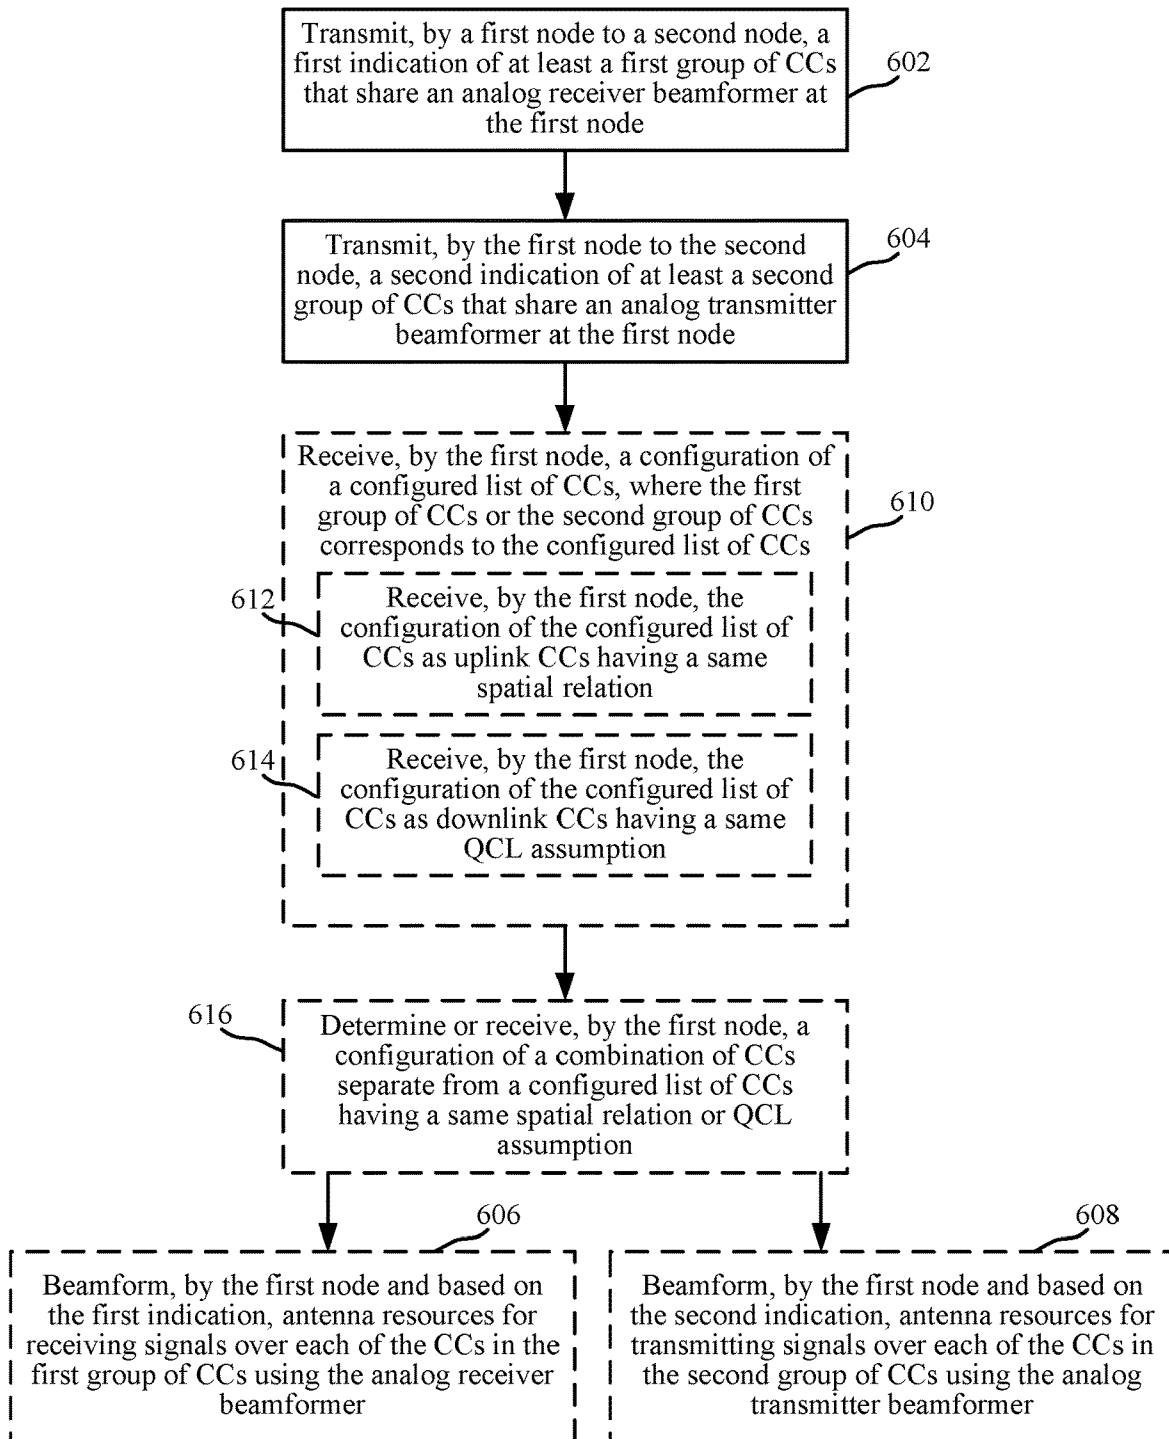 Transmit, by a first node to a second node, a
first indication of at least a first group of CCs
that share an analog receiver beamformer at
the first node
602
Transmit, by the first node to the second
node, a second indication of at least a second
group of CCs that share an analog transmitter
beamformer at the first node
604
Receive, by the first node, a configuration of
a configured list of CCs, where the first
group of CCs or the second group of CCs
corresponds to the configured list of CCs
610
612
Receive, by the first node, the
configuration of the configured list of
CCs as uplink CCs having a same
spatial relation
614
Receive, by the first node, the
configuration of the configured list of
CCs as downlink CCs having a same
QCL assumption
616
Determine or receive, by the first node, a
configuration of a combination of CCs
separate from a configured list of CCs
having a same spatial relation or QCL
assumption
606
Beamform, by the first node and based on
the first indication, antenna resources for
receiving signals over each of the CCs in the
first group of CCs using the analog receiver
beamformer
608
Beamform, by the first node and based on
the second indication, antenna resources for
transmitting signals over each of the CCs in
the second group of CCs using the analog
transmitter beamformer